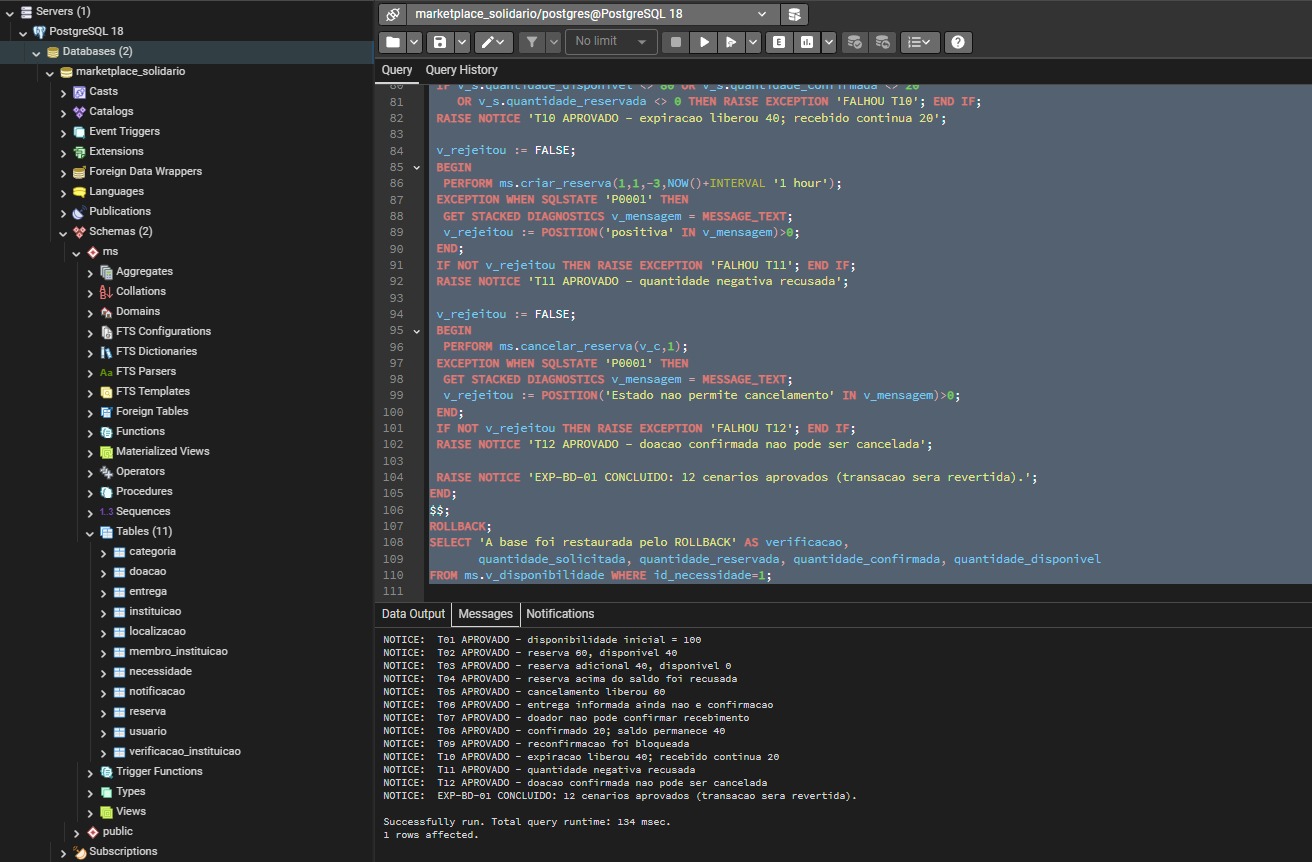 Servers (1)
PostgreSQL 18
Databases (2)
marketplace_solidario
Casts
Catalogs
Event Triggers
Extensions
Foreign Data Wrappers
Languages
Publications
Schemas (2)
ms
Aggregates
Collations
Domains
FTS Configurations
FTS Dictionaries
Aa FTS Parsers
FTS Templates
Foreign Tables
Functions
Materialized Views
Operators
Procedures
1..3 Sequences
Tables (11)
categoria
doacao
entrega
instituicao
localizacao
membro_instituicao
necessidade
notificacao
reserva
usuario
verificacao_instituicao
Trigger Functions
Types
Views
public
Subscriptions
marketplace_solidario/postgres@PostgreSQL 18
No limit
E
Query Query History
80 IF v_s.quantidade_disponivel <> 80 OR v_s.quantidade_confirmada <> 20
81 OR v_s.quantidade_reservada <> 0 THEN RAISE EXCEPTION 'FALHOU T10'; END IF;
82 RAISE NOTICE 'T10 APROVADO - expiracao liberou 40; recebido continua 20';
83
84 v_rejeitou := FALSE;
85 BEGIN
86 PERFORM ms.criar_reserva(1,1,-3,NOW()+INTERVAL '1 hour');
87 EXCEPTION WHEN SQLSTATE 'P0001' THEN
88 GET STACKED DIAGNOSTICS v_mensagem = MESSAGE_TEXT;
89 v_rejeitou := POSITION('positiva' IN v_mensagem)>0;
90 END;
91 IF NOT v_rejeitou THEN RAISE EXCEPTION 'FALHOU T11'; END IF;
92 RAISE NOTICE 'T11 APROVADO - quantidade negativa recusada';
93
94 v_rejeitou := FALSE;
95 BEGIN
96 PERFORM ms.cancelar_reserva(v_c,1);
97 EXCEPTION WHEN SQLSTATE 'P0001' THEN
98 GET STACKED DIAGNOSTICS v_mensagem = MESSAGE_TEXT;
99 v_rejeitou := POSITION('Estado nao permite cancelamento' IN v_mensagem)>0;
100 END;
101 IF NOT v_rejeitou THEN RAISE EXCEPTION 'FALHOU T12'; END IF;
102 RAISE NOTICE 'T12 APROVADO - doacao confirmada nao pode ser cancelada';
103
104 RAISE NOTICE 'EXP-BD-01 CONCLUIDO: 12 cenarios aprovados (transacao sera revertida).';
105 END;
106 $$;
107 ROLLBACK;
108 SELECT 'A base foi restaurada pelo ROLLBACK' AS verificacao,
109 quantidade_solicitada, quantidade_reservada, quantidade_confirmada, quantidade_disponivel
110 FROM ms.v_disponibilidade WHERE id_necessidade=1;
111
Data Output Messages Notifications
NOTICE: T01 APROVADO - disponibilidade inicial = 100
NOTICE: T02 APROVADO - reserva 60, disponivel 40
NOTICE: T03 APROVADO - reserva adicional 40, disponivel 0
NOTICE: T04 APROVADO - reserva acima do saldo foi recusada
NOTICE: T05 APROVADO - cancelamento liberou 60
NOTICE: T06 APROVADO - entrega informada ainda nao e confirmacao
NOTICE: T07 APROVADO - doador nao pode confirmar recebimento
NOTICE: T08 APROVADO - confirmado 20; saldo permanece 40
NOTICE: T09 APROVADO - reconfirmacao foi bloqueada
NOTICE: T10 APROVADO - expiracao liberou 40; recebido continua 20
NOTICE: T11 APROVADO - quantidade negativa recusada
NOTICE: T12 APROVADO - doacao confirmada nao pode ser cancelada
NOTICE: EXP-BD-01 CONCLUIDO: 12 cenarios aprovados (transacao sera revertida).
Successfully run. Total query runtime: 134 msec.
1 rows affected.